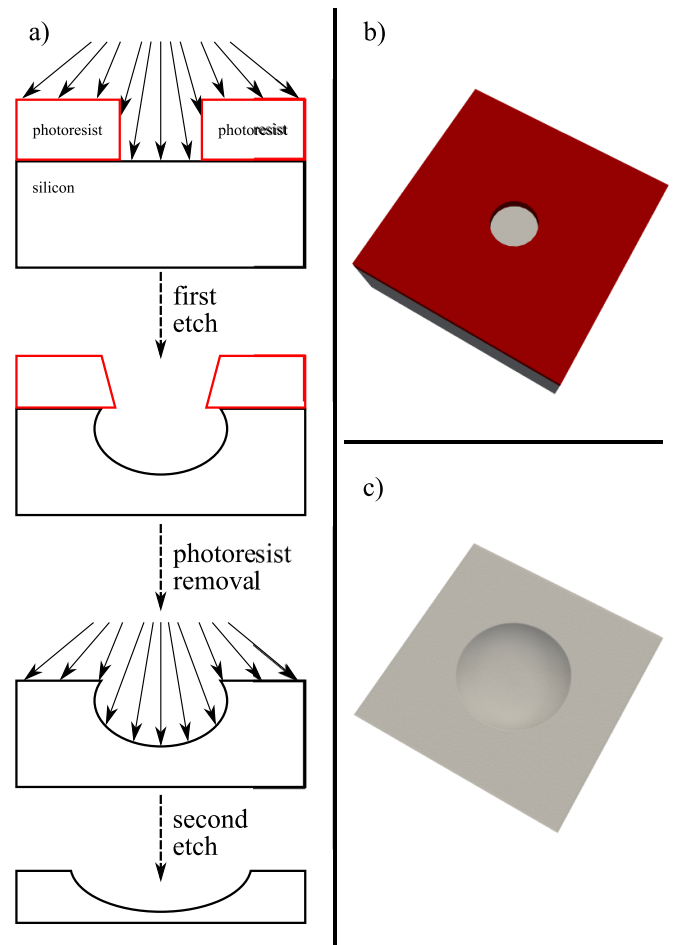 a)
photoresist
photoresist
silicon
first
etch
photoresist
removal
second
etch
b)
c)